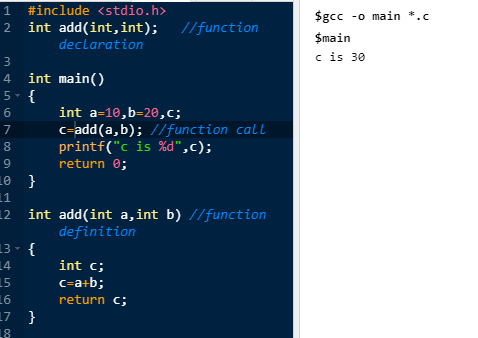 1 #include <stdio.h>
2 int add(int,int);   //function
declaration
3
4 int main()
5 {
6     int a=10,b=20,c;
7     c=add(a,b); //function call
8     printf("c is %d",c);
9     return 0;
10 }
11
12 int add(int a,int b) //function
definition
13 {
14     int c;
15     c=a+b;
16     return c;
17 }
18
$gcc -o main *.c
$main
c is 30